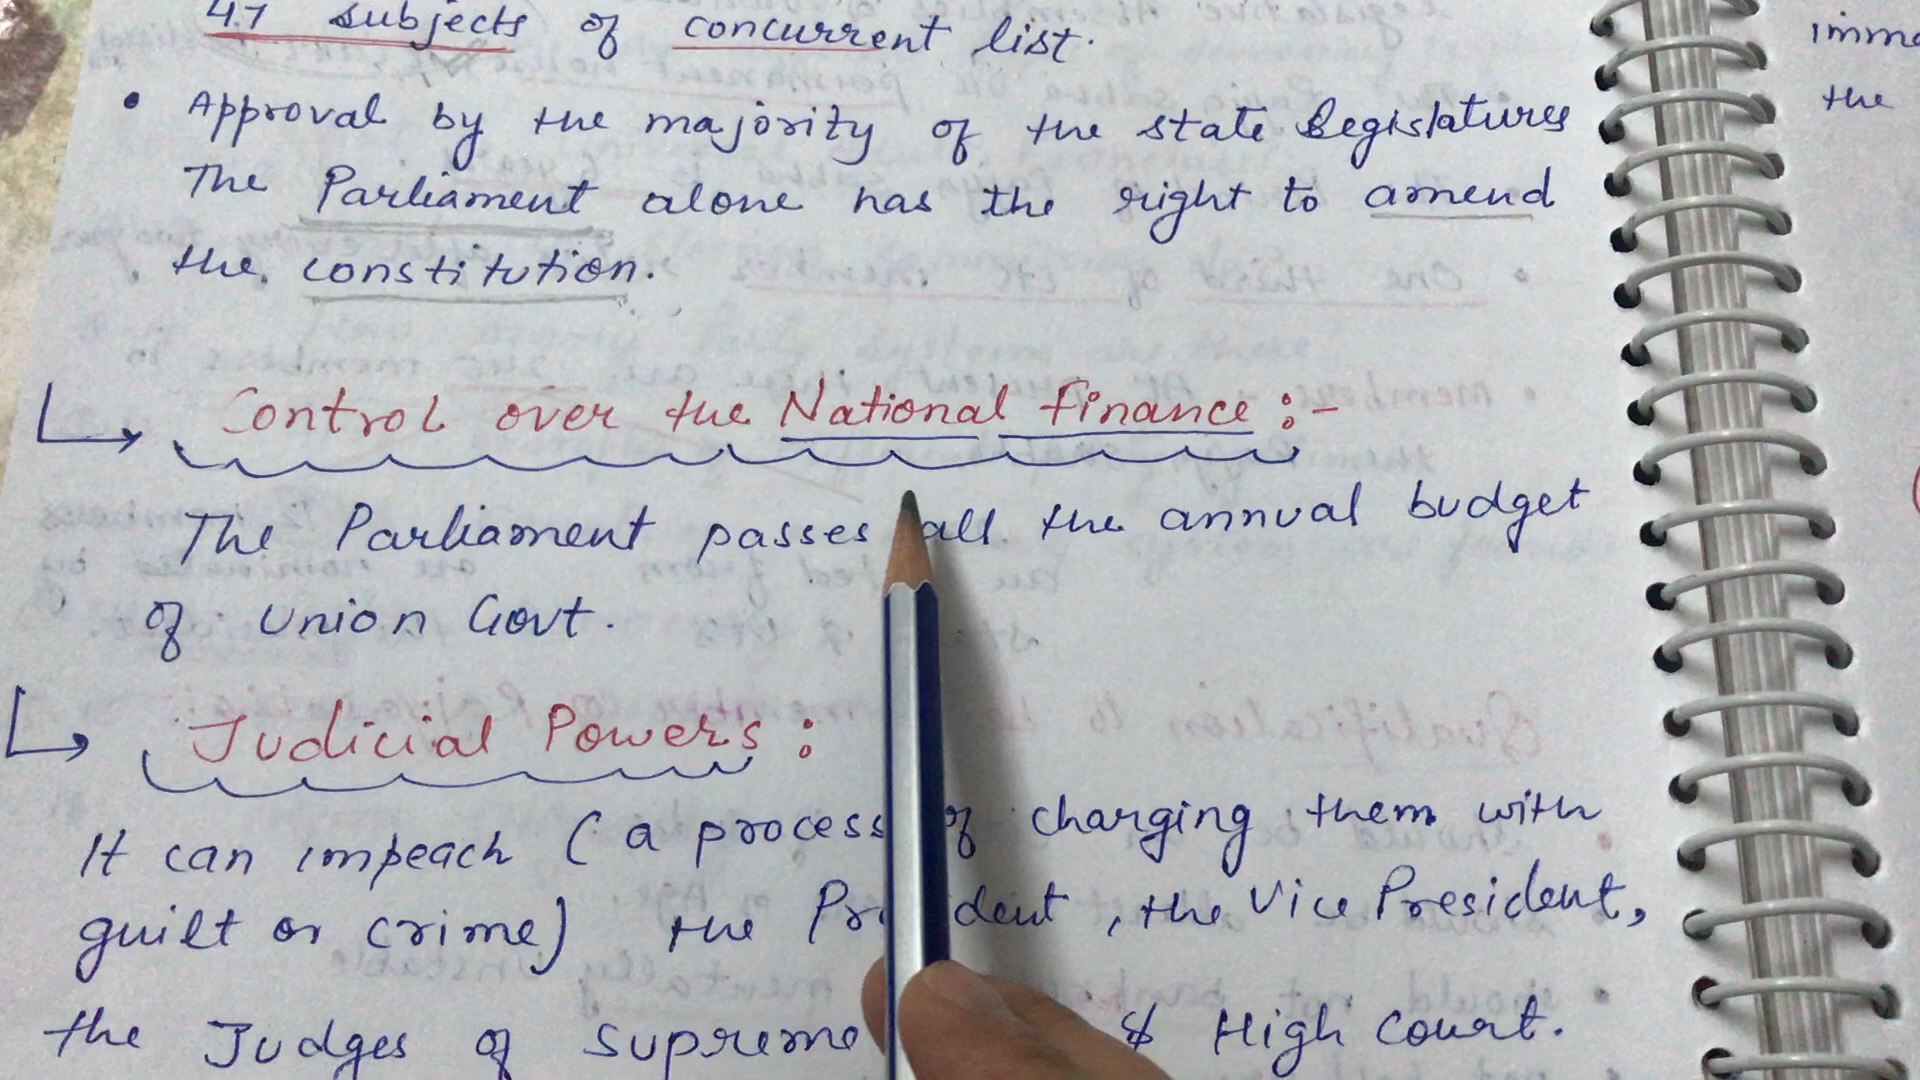 47 subjects of concurrent list.
• Approval by the majority of the state legislatures
The Parliament alone has the right to amend
the constitution.
Control over the National Finance :-
The Parliament passes all the annual budget
of Union Govt.
Judicial Powers :
It can impeach ( a process of charging them with
guilt or crime) the President, the Vice President,
the Judges of Supreme & High Court.
the